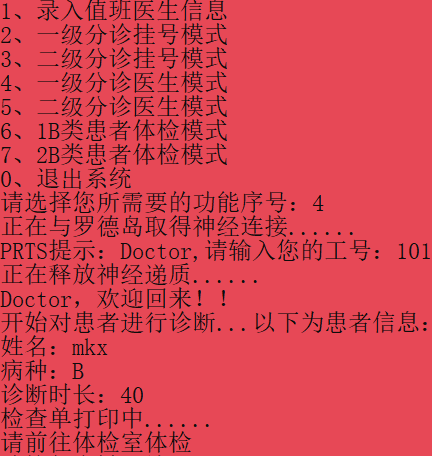 1、录入值班医生信息
2、一级分诊挂号模式
3、二级分诊挂号模式
4、一级分诊医生模式
5、二级分诊医生模式
6、1B类患者体检模式
7、2B类患者体检模式
0、退出系统
请选择您所需要的功能序号：4
正在与罗德岛取得神经连接......
PRTS提示：Doctor,请输入您的工号：101
正在释放神经递质......
Doctor，欢迎回来！！
开始对患者进行诊断...以下为患者信息：
姓名：mkx
病种：B
诊断时长：40
检查单打印中......
请前往体检室体检